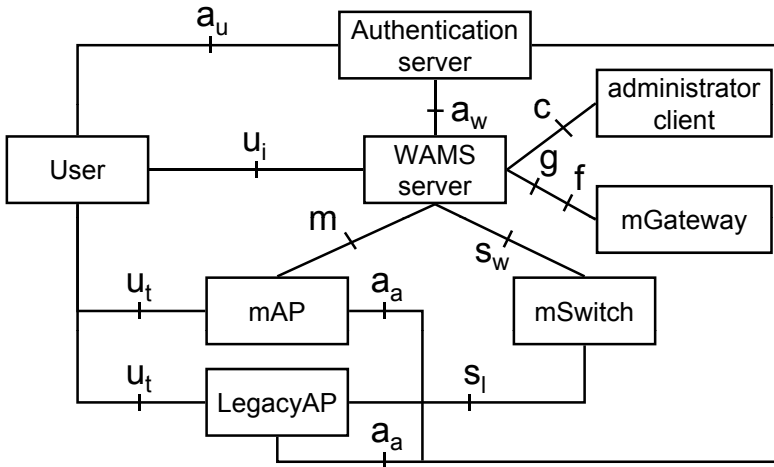 a_u
Authentication
server
administrator
client
a_w
c
User
u_i
WAMS
server
g
f
mGateway
m
s_w
u_t
mAP
a_a
mSwitch
u_t
LegacyAP
s_l
a_a